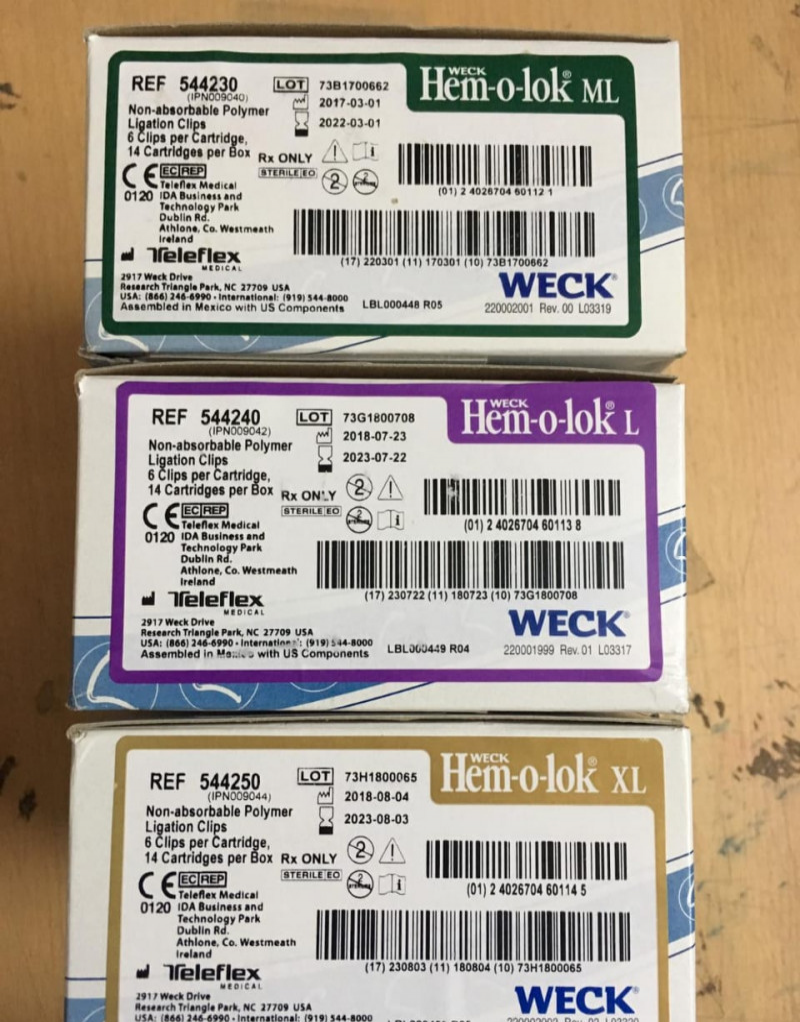 WECK
Hem-o-lok® ML
REF 544230
(IPN009040)
Non-absorbable Polymer
Ligation Clips
6 Clips per Cartridge,
14 Cartridges per Box
LOT 73B1700662
2017-03-01
2022-03-01
Rx ONLY
STERILE EO
2
(01) 2 4026704 60112 1
CE
0120
EC REP
Teleflex Medical
IDA Business and
Technology Park
Dublin Rd.
Athlone, Co. Westmeath
Ireland
(17) 220301 (11) 170301 (10) 73B1700662
Teleflex
MEDICAL
2917 Weck Drive
Research Triangle Park, NC 27709 USA
USA: (866) 246-6990 • International: (919) 544-8000
Assembled in Mexico with US Components
LBL000448 R05
WECK®
220002001 Rev. 00 L03319
WECK
Hem-o-lok® L
REF 544240
(IPN009042)
Non-absorbable Polymer
Ligation Clips
6 Clips per Cartridge,
14 Cartridges per Box
LOT 73G1800708
2018-07-23
2023-07-22
Rx ONLY
STERILE EO
2
(01) 2 4026704 60113 8
CE
0120
EC REP
Teleflex Medical
IDA Business and
Technology Park
Dublin Rd.
Athlone, Co. Westmeath
Ireland
(17) 230722 (11) 180723 (10) 73G1800708
Teleflex
MEDICAL
2917 Weck Drive
Research Triangle Park, NC 27709 USA
USA: (866) 246-6990 • International: (919) 544-8000
Assembled in Mexico with US Components
LBL000449 R04
WECK®
220001999 Rev. 01 L03317
WECK
Hem-o-lok® XL
REF 544250
(IPN009044)
Non-absorbable Polymer
Ligation Clips
6 Clips per Cartridge,
14 Cartridges per Box
LOT 73H1800065
2018-08-04
2023-08-03
Rx ONLY
STERILE EO
2
(01) 2 4026704 60114 5
CE
0120
EC REP
Teleflex Medical
IDA Business and
Technology Park
Dublin Rd.
Athlone, Co. Westmeath
Ireland
(17) 230803 (11) 180804 (10) 73H1800065
Teleflex
MEDICAL
2917 Weck Drive
Research Triangle Park, NC 27709 USA
USA: (866) 246-6990 • International: (919) 544-8000
WECK®